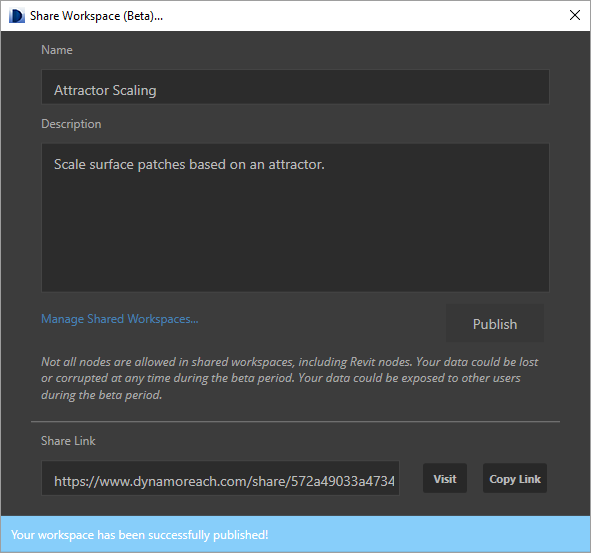 Share Workspace (Beta)...
Name
Attractor Scaling
Description
Scale surface patches based on an attractor.
Manage Shared Workspaces...
Publish
Not all nodes are allowed in shared workspaces, including Revit nodes. Your data could be lost
or corrupted at any time during the beta period. Your data could be exposed to other users
during the beta period.
Share Link
https://www.dynamoreach.com/share/572a49033a4734
Visit
Copy Link
Your workspace has been successfully published!